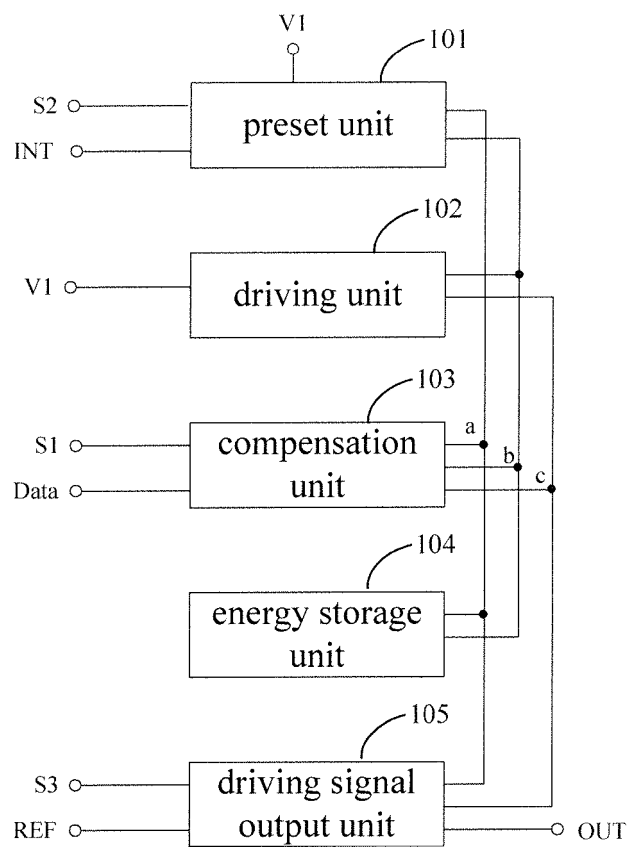 V1
101
S2
preset unit
INT
102
V1
driving unit
103
a
S1
compensation
b
unit
c
Data
104
energy storage
unit
105
S3
driving signal
REF
output unit
OUT